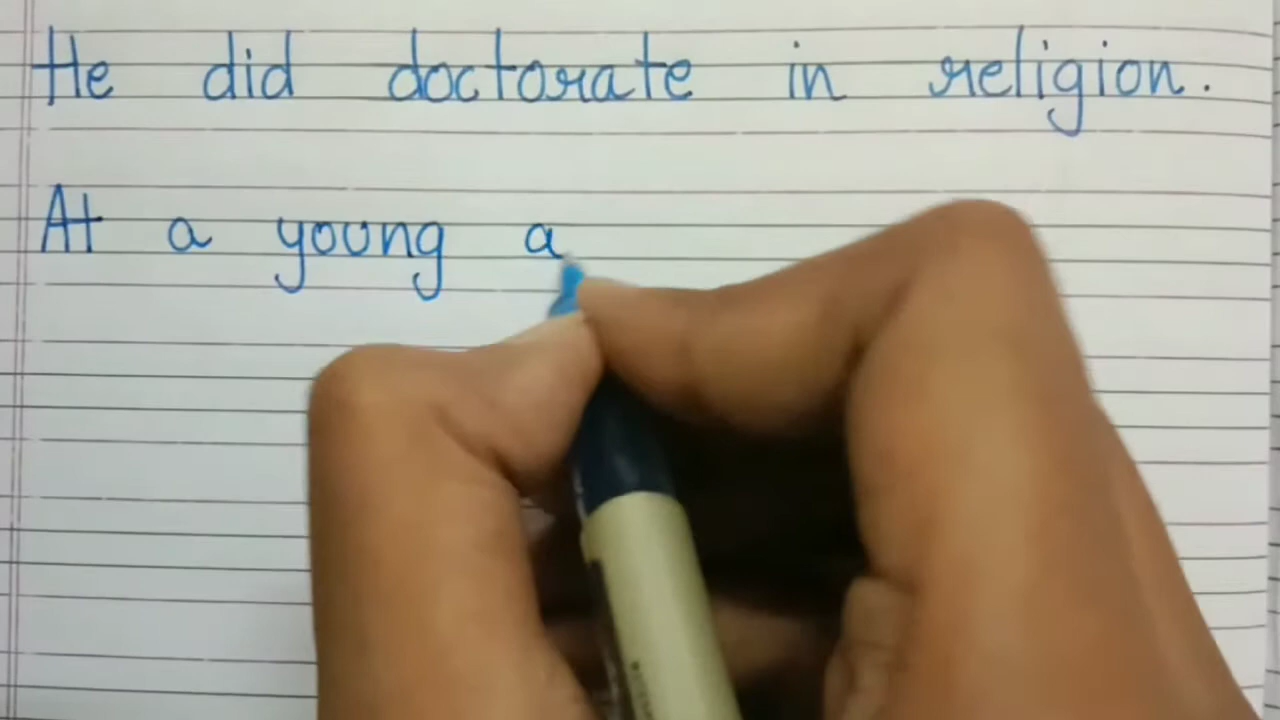 He did doctorate in religion.
At a young a